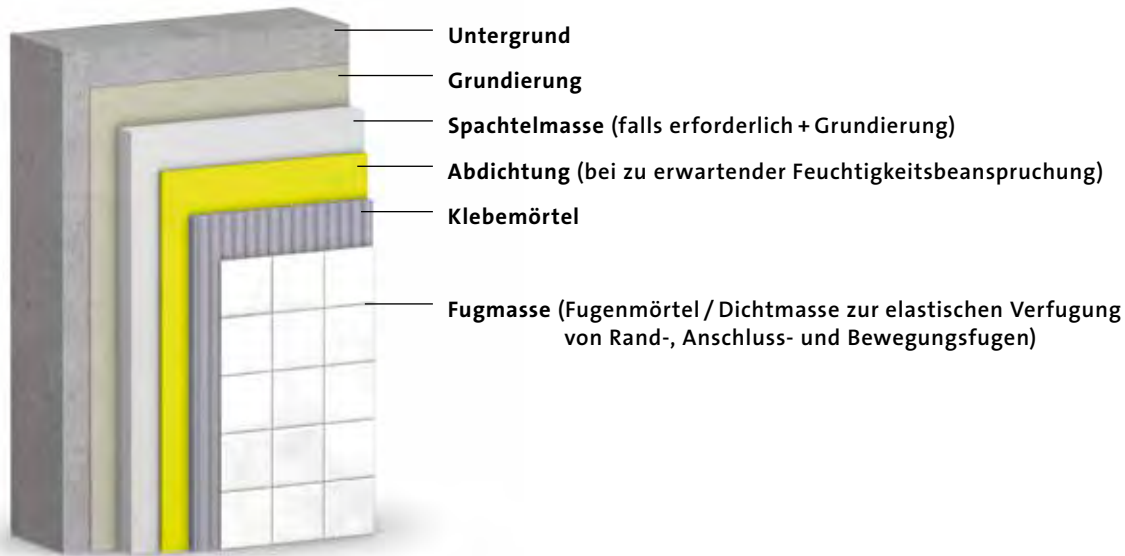 Untergrund
Grundierung
Spachtelmasse (falls erforderlich + Grundierung)
Abdichtung (bei zu erwartender Feuchtigkeitsbeanspruchung)
Klebemörtel
Fugmasse (Fugenmörtel / Dichtmasse zur elastischen Verfugung
von Rand-, Anschluss- und Bewegungsfugen)